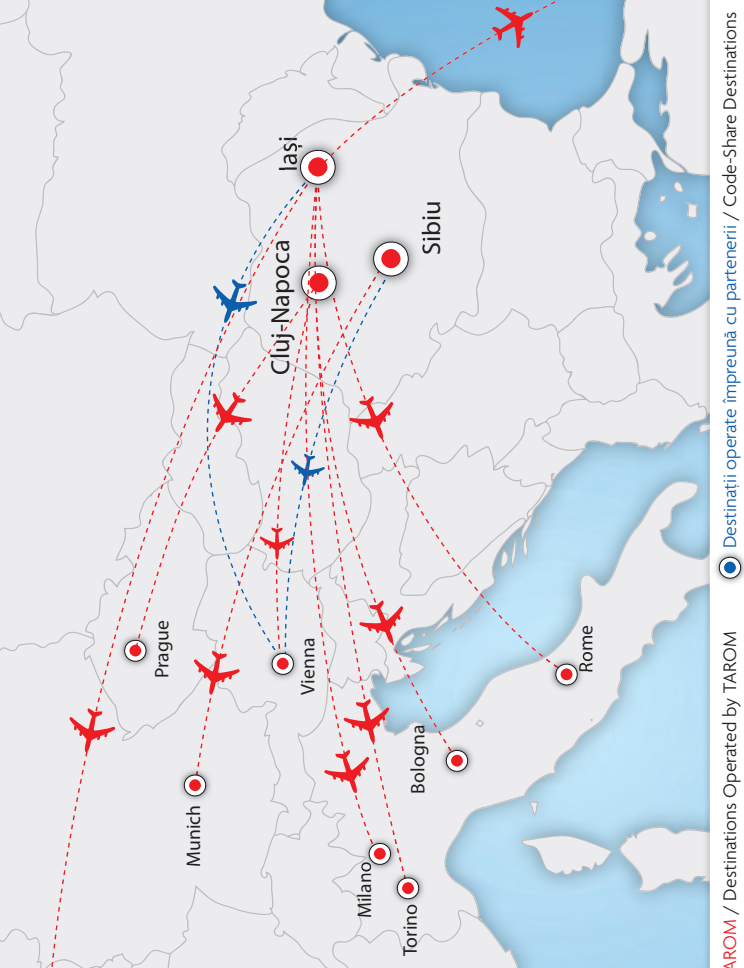 Iași
Cluj-Napoca
Sibiu
Prague
Vienna
Munich
Rome
Bologna
Milano
Torino
AROM / Destinations Operated by TAROM
Destinații operate împreună cu partenerii / Code-Share Destinations